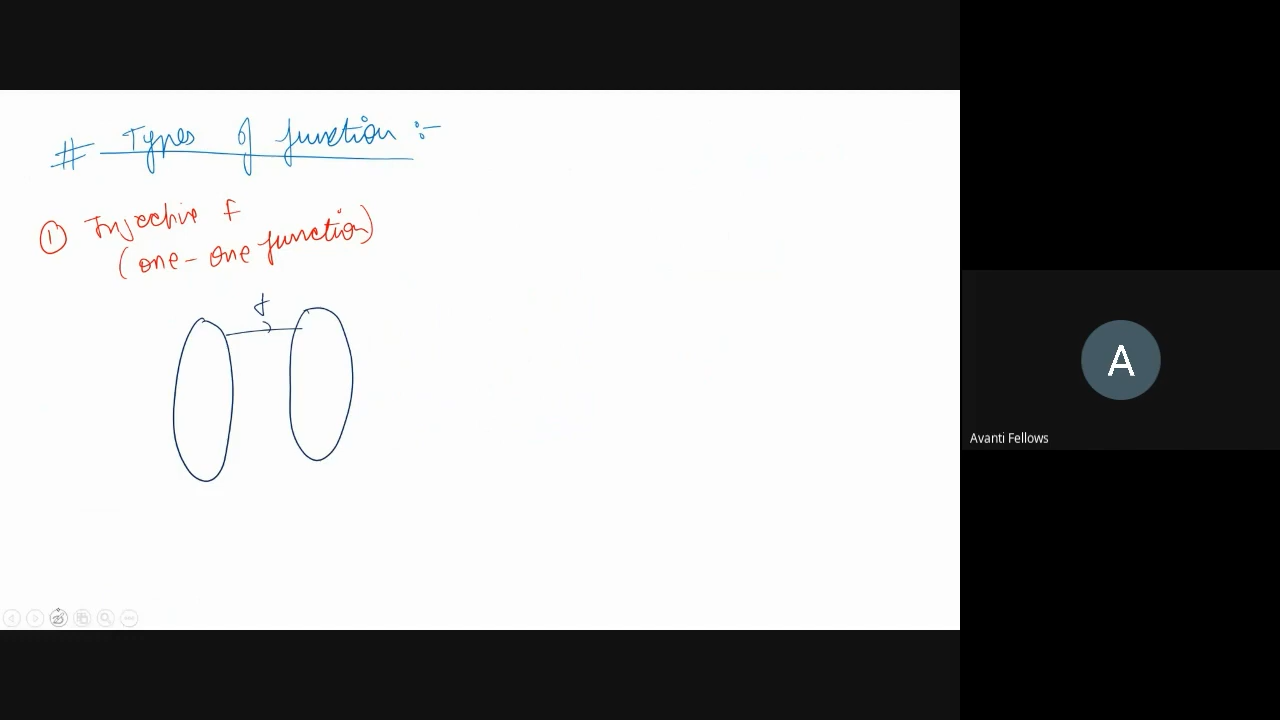 # Types of function :-
① Injective f
(one-one function)
f
A
Avanti Fellows